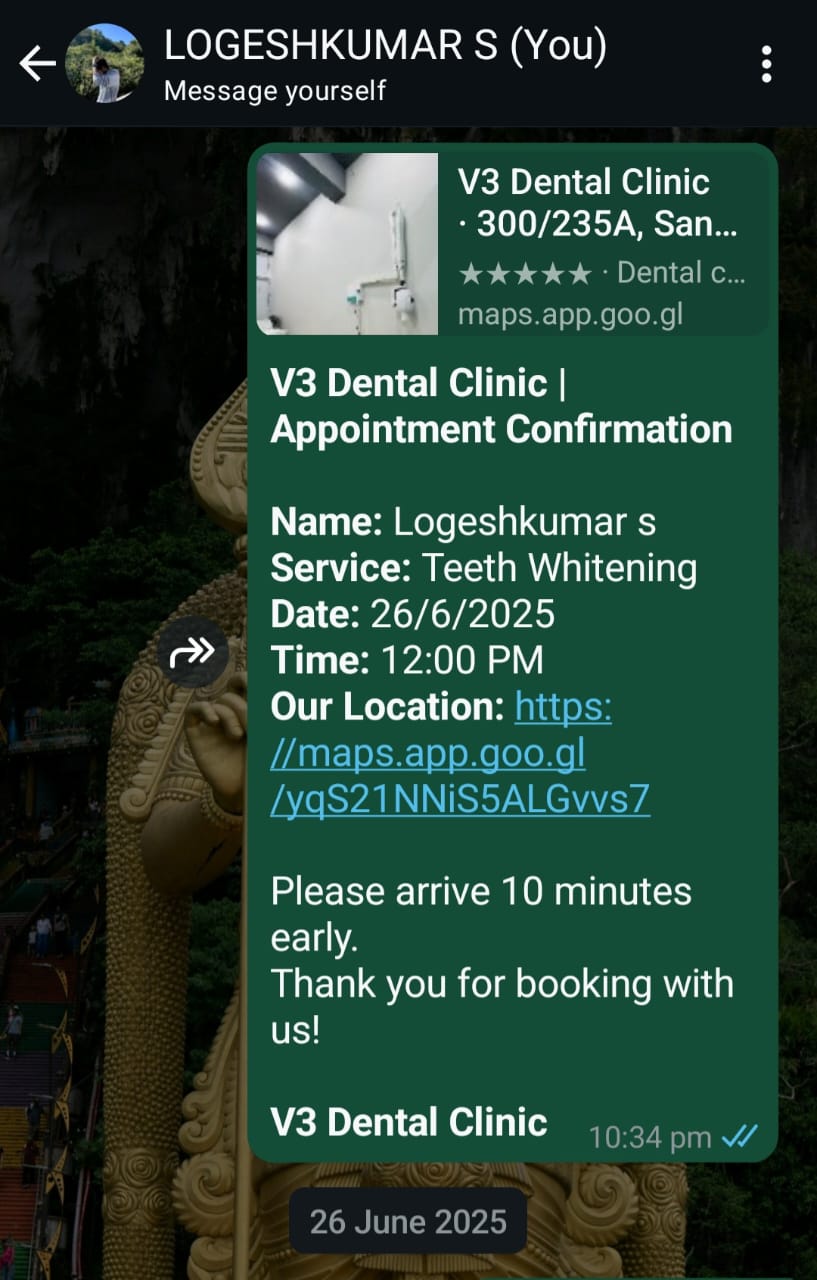 LOGESHKUMAR S (You)
Message yourself
V3 Dental Clinic
· 300/235A, San...
★★★★★ · Dental c...
maps.app.goo.gl
V3 Dental Clinic |
Appointment Confirmation
Name: Logeshkumar s
Service: Teeth Whitening
Date: 26/6/2025
Time: 12:00 PM
Our Location: https:
//maps.app.goo.gl
/yqS21NNiS5ALGvvs7
Please arrive 10 minutes
early.
Thank you for booking with
us!
V3 Dental Clinic
10:34 pm
26 June 2025